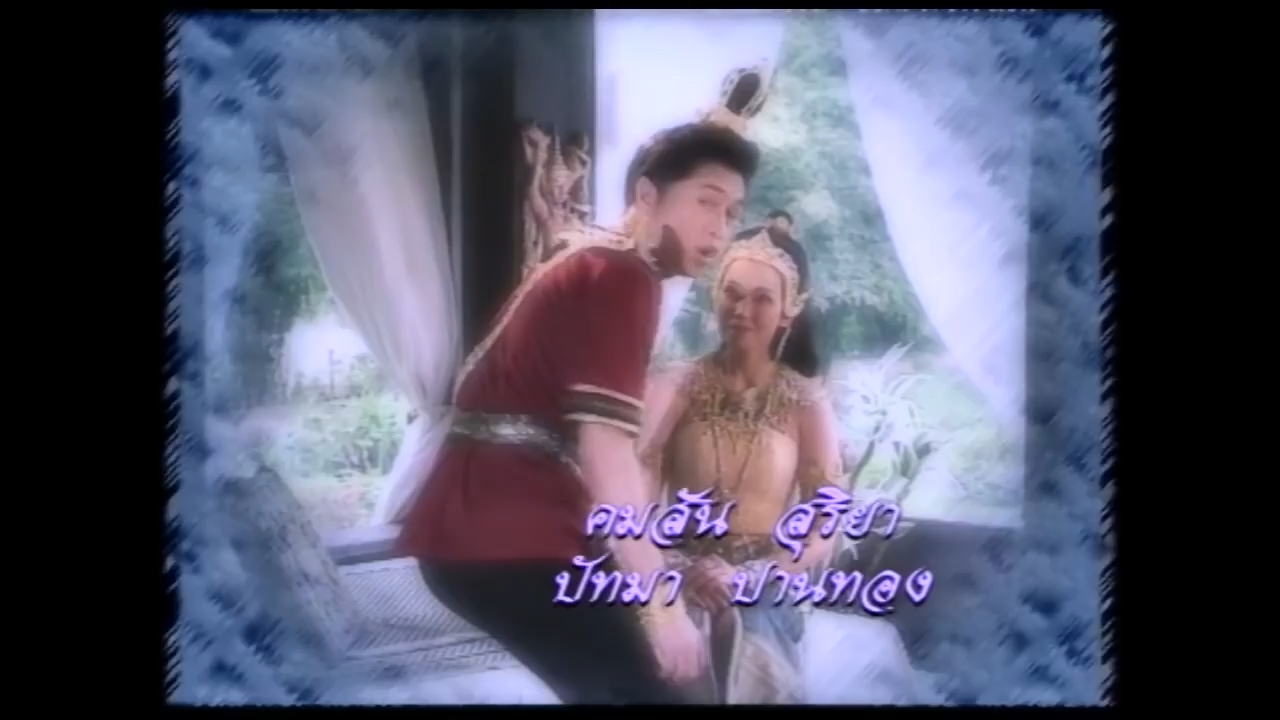 คมสัน สุริยา
ปัทมา ปานทอง